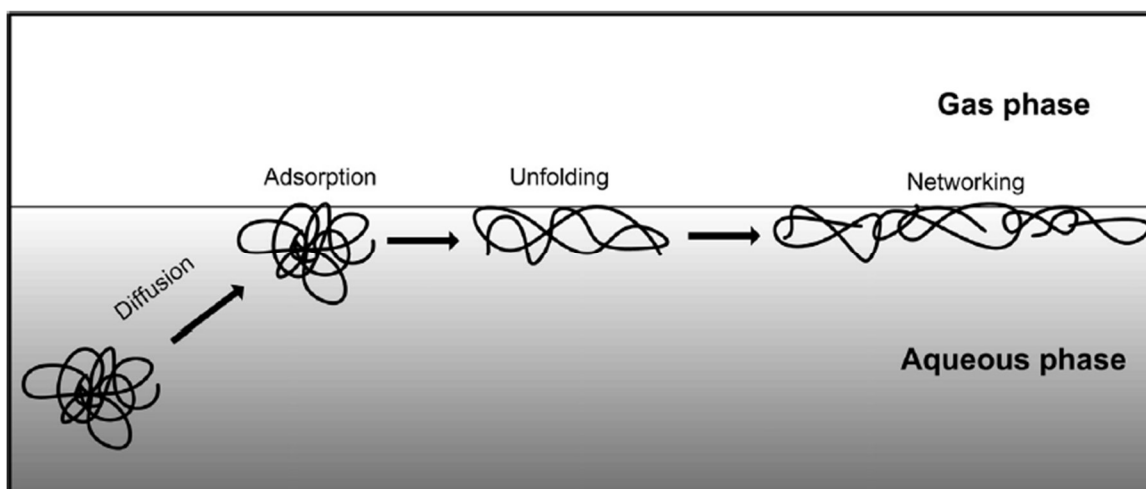 Gas phase
Adsorption
Unfolding
Networking
Diffusion
Aqueous phase